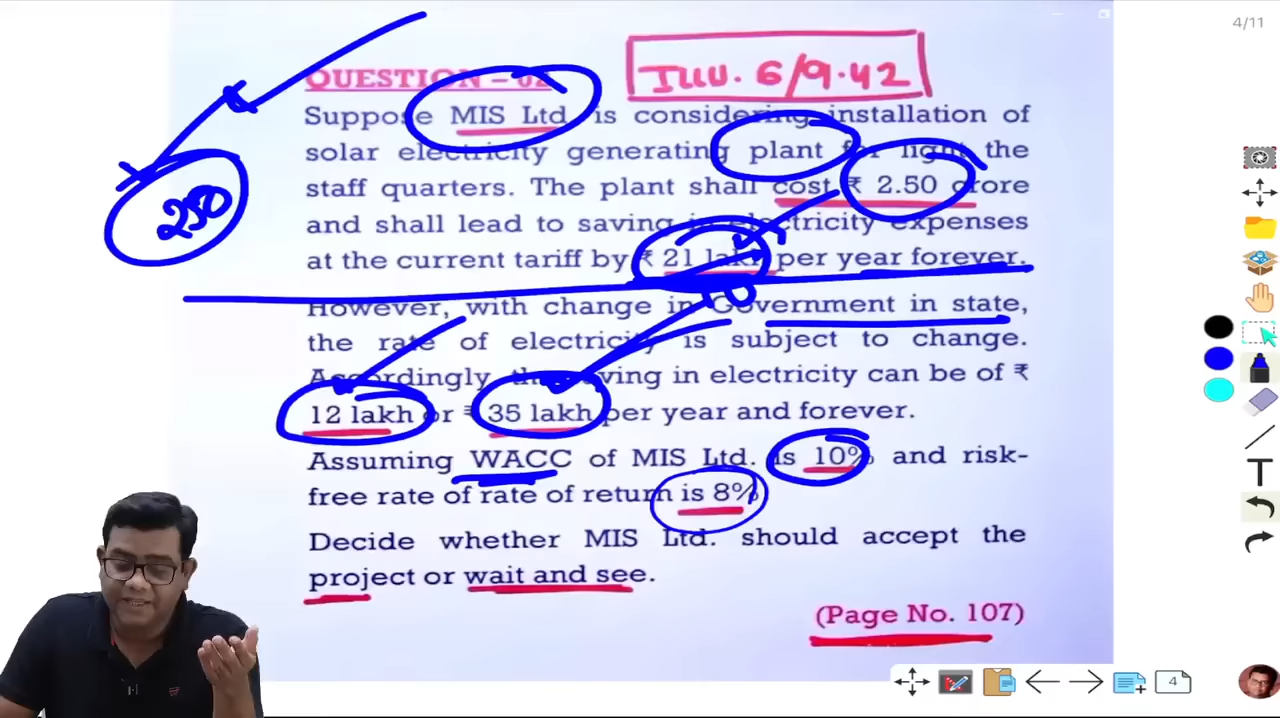 4/11
QUESTION – 02
ILLU. 6/9.42
Suppose MIS Ltd. is considering installation of
solar electricity generating plant for light the
staff quarters. The plant shall cost ₹ 2.50 crore
and shall lead to saving in electricity expenses
at the current tariff by ₹ 21 lakh per year forever.
250
However, with change in Government in state,
the rate of electricity is subject to change.
Accordingly, the saving in electricity can be of ₹
12 lakh or ₹ 35 lakh per year and forever.
Assuming WACC of MIS Ltd. is 10% and risk-
free rate of rate of return is 8%
Decide whether MIS Ltd. should accept the
project or wait and see.
(Page No. 107)
T
4